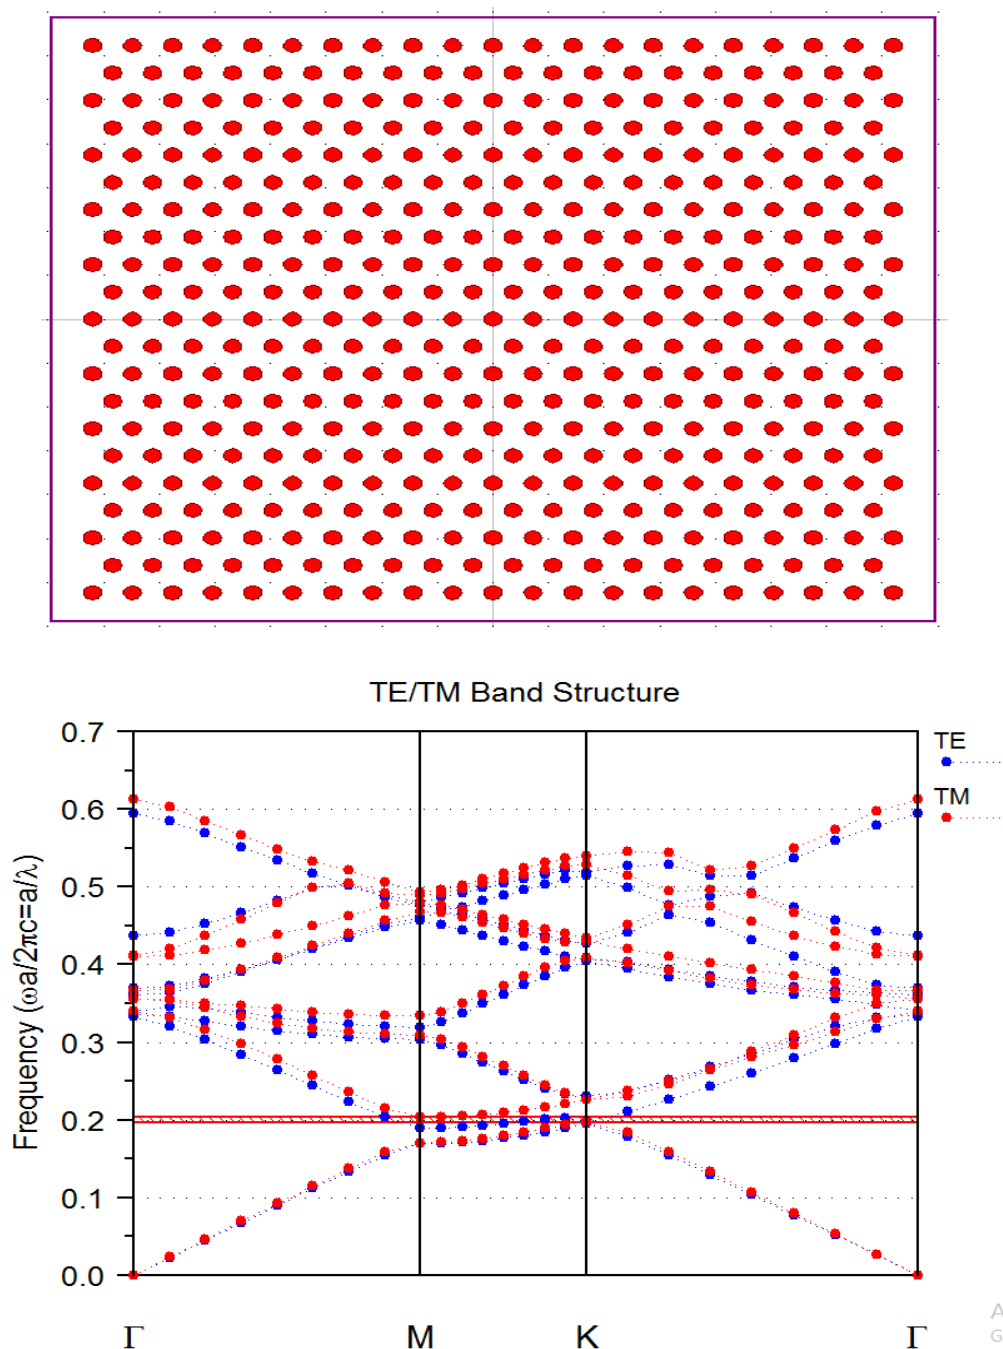 TE/TM Band Structure
0.7
0.6
0.5
0.4
0.3
0.2
0.1
0.0
Frequency (ωa/2πc=a/λ)
Γ
M
K
Γ
TE
TM
A
G